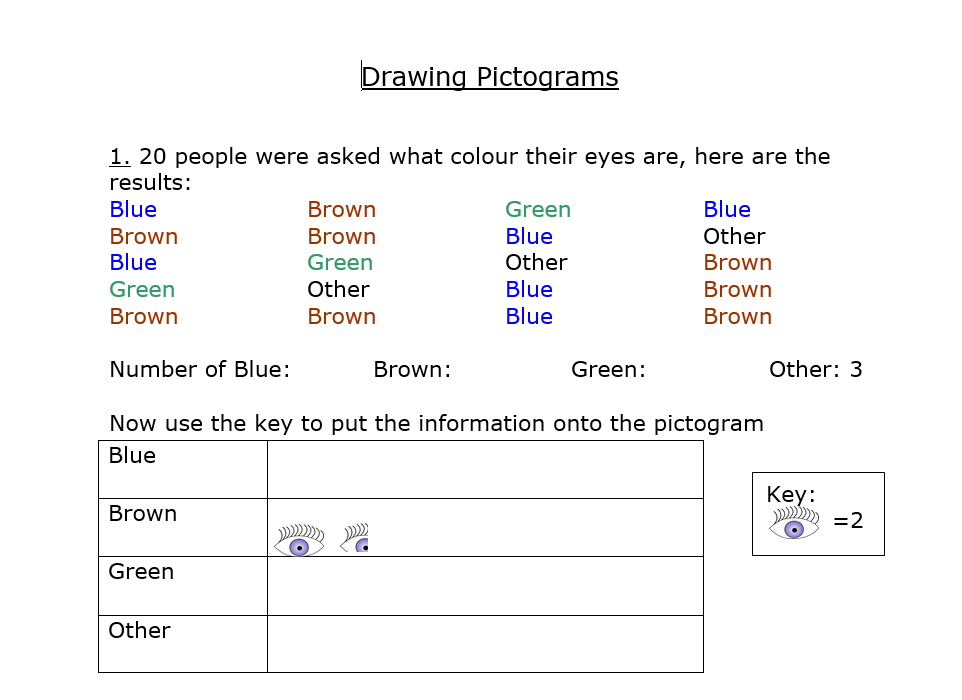 Drawing Pictograms
1. 20 people were asked what colour their eyes are, here are the
results:
Blue Brown Green Blue
Brown Brown Blue Other
Blue Green Other Brown
Green Other Blue Brown
Brown Brown Blue Brown
Number of Blue: Brown: Green: Other: 3
Now use the key to put the information onto the pictogram
Blue
Brown
Green
Other
Key:
=2